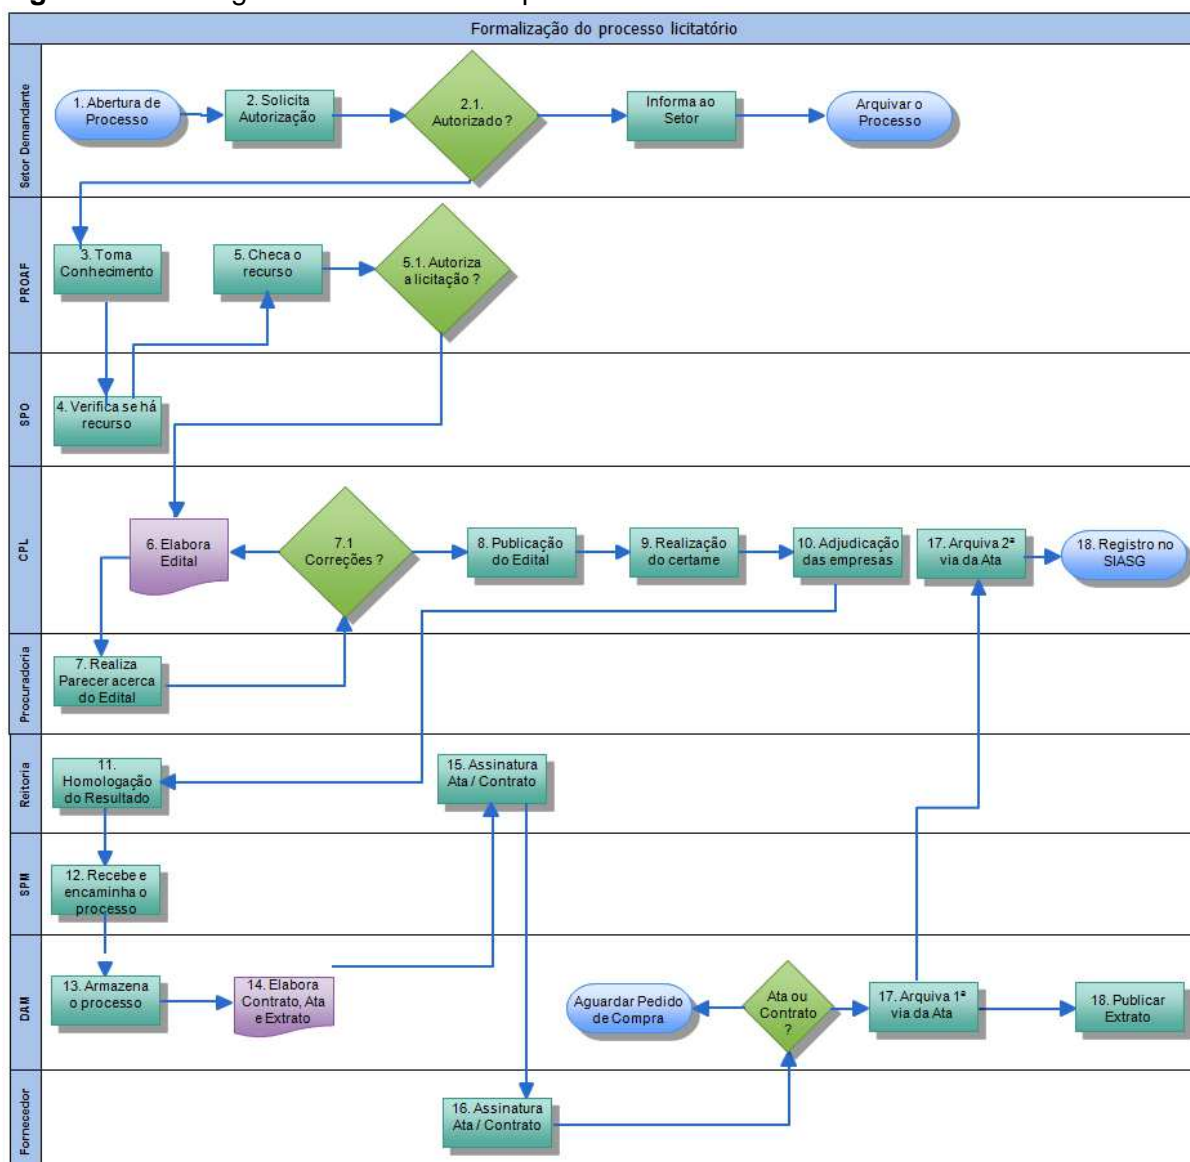 Formalização do processo licitatório
Setor Demandante
1. Abertura de
Processo
2. Solicita
Autorização
2.1.
Autorizado ?
Informa ao
Setor
Arquivar o
Processo
PROAF
3. Toma
Conhecimento
5. Checa o
recurso
5.1. Autoriza
a licitação ?
SPO
4. Verifica se há
recurso
CPL
6. Elabora
Edital
7.1
Correções ?
8. Publicação
do Edital
9. Realização
do certame
10. Adjudicação
das empresas
17. Arquiva 2ª
via da Ata
18. Registro no
SIASG
Procuradoria
7. Realiza
Parecer acerca
do Edital
Reitoria
11.
Homologação
do Resultado
15. Assinatura
Ata / Contrato
SPM
12. Recebe e
encaminha o
processo
DAM
13. Armazena
o processo
14. Elabora
Contrato, Ata
e Extrato
Aguardar Pedido
de Compra
Ata ou
Contrato
?
17. Arquiva 1ª
via da Ata
18. Publicar
Extrato
Fornecedor
16. Assinatura
Ata / Contrato